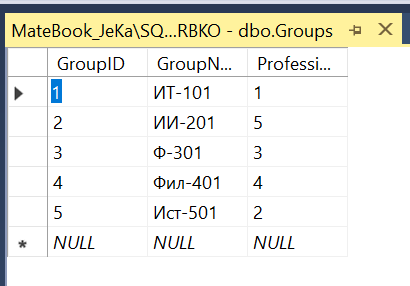 MateBook_JeKa\SQ...RBKO - dbo.Groups
GroupID GroupN... Professi...
1 ИТ-101 1
2 ИИ-201 5
3 Ф-301 3
4 Фил-401 4
5 Ист-501 2
NULL NULL NULL